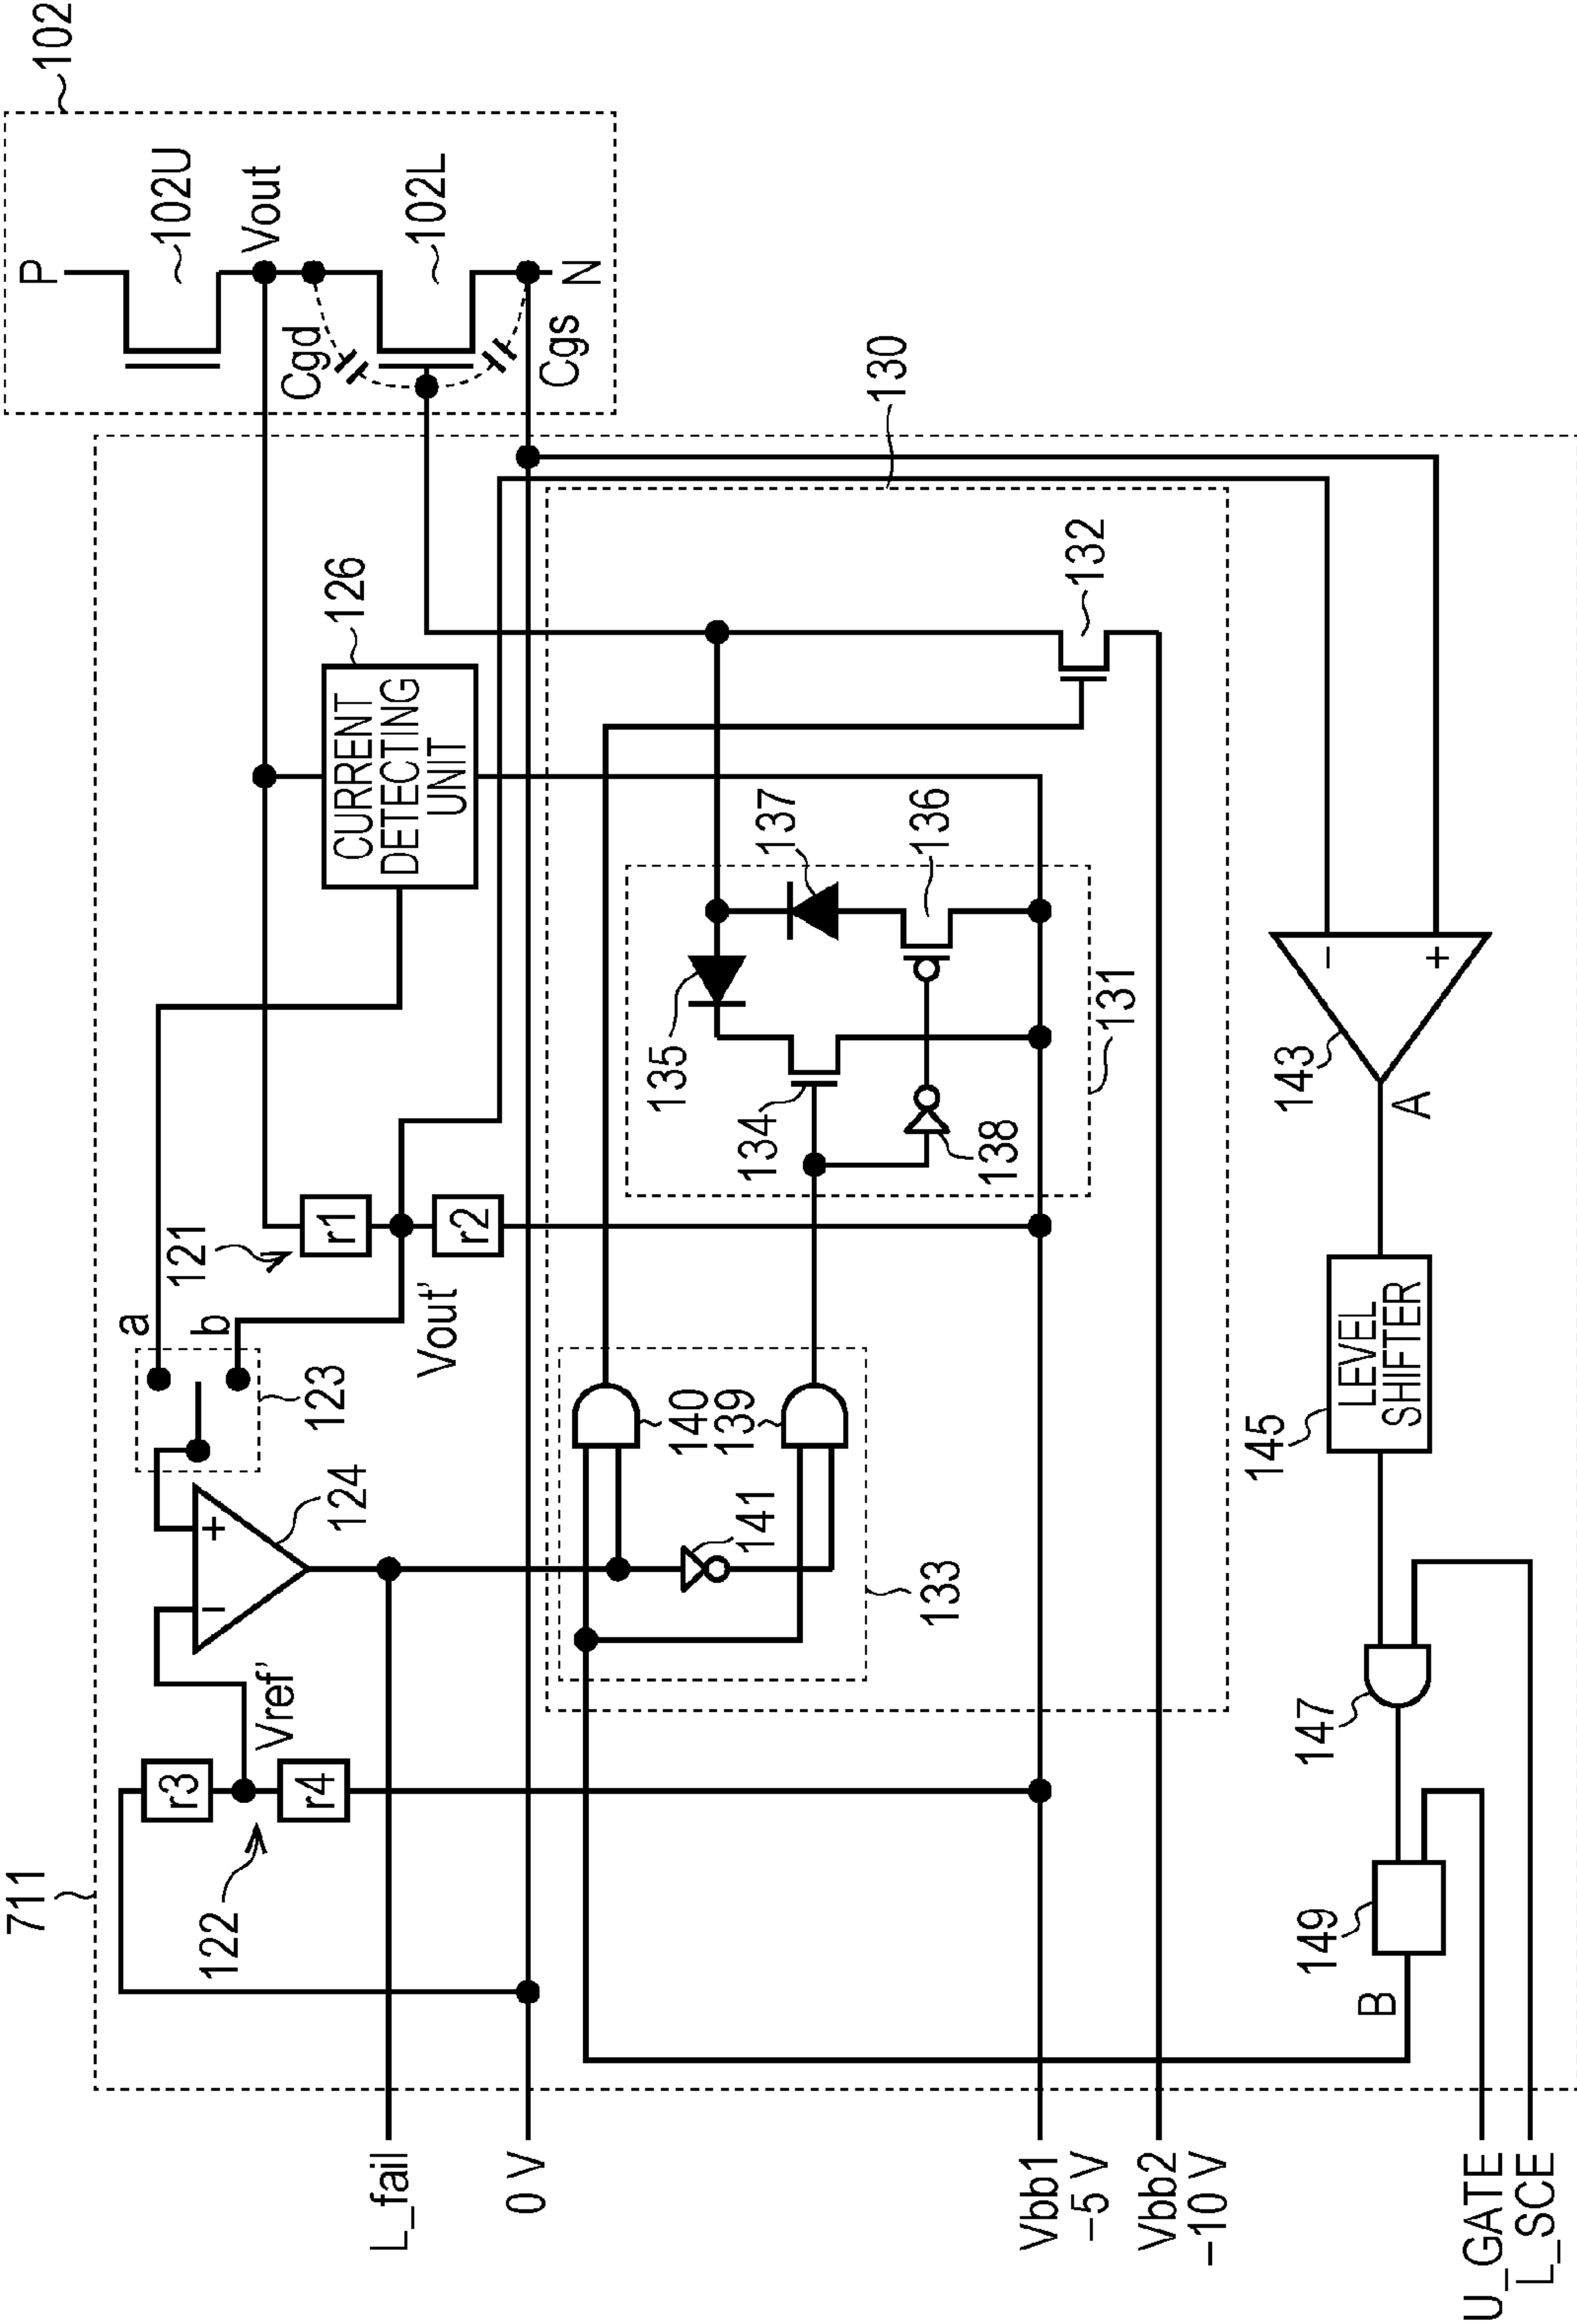 711
102
P
102U
Vout
102L
Cgd
Cgs
N
122
r3
r4
Vref'
124
+
−
123
a
b
121
r1
r2
Vout'
126
CURRENT
DETECTING
UNIT
130
L_fail
0 V
133
140
139
141
134
135
137
136
138
131
132
Vbb1
−5 V
Vbb2
−10 V
B
149
147
145
LEVEL
SHIFTER
A
143
−
+
U_GATE
L_SCE